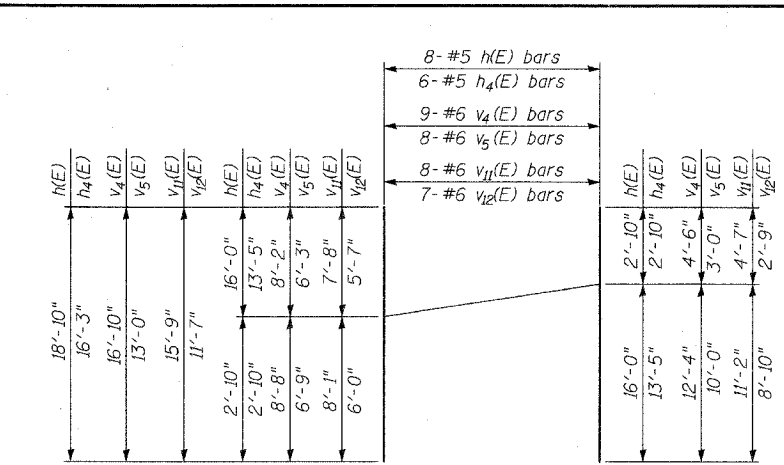 8-#5 h(E) bars
6-#5 h4(E) bars
9-#6 v4(E) bars
8-#6 v5(E) bars
8-#6 v11(E) bars
7-#6 v12(E) bars
h(E)
h4(E)
v4(E)
v5(E)
v11(E)
v12(E)
h(E)
h4(E)
v4(E)
v5(E)
v11(E)
v12(E)
h(E)
h4(E)
v4(E)
v5(E)
v11(E)
v12(E)
18'-10"
16'-3"
16'-10"
13'-0"
15'-9"
11'-7"
16'-0"
13'-5"
8'-2"
6'-3"
7'-8"
5'-7"
2'-10"
2'-10"
8'-8"
6'-9"
8'-1"
6'-0"
2'-10"
2'-10"
4'-6"
3'-0"
4'-7"
2'-9"
16'-0"
13'-5"
12'-4"
10'-0"
11'-2"
8'-10"